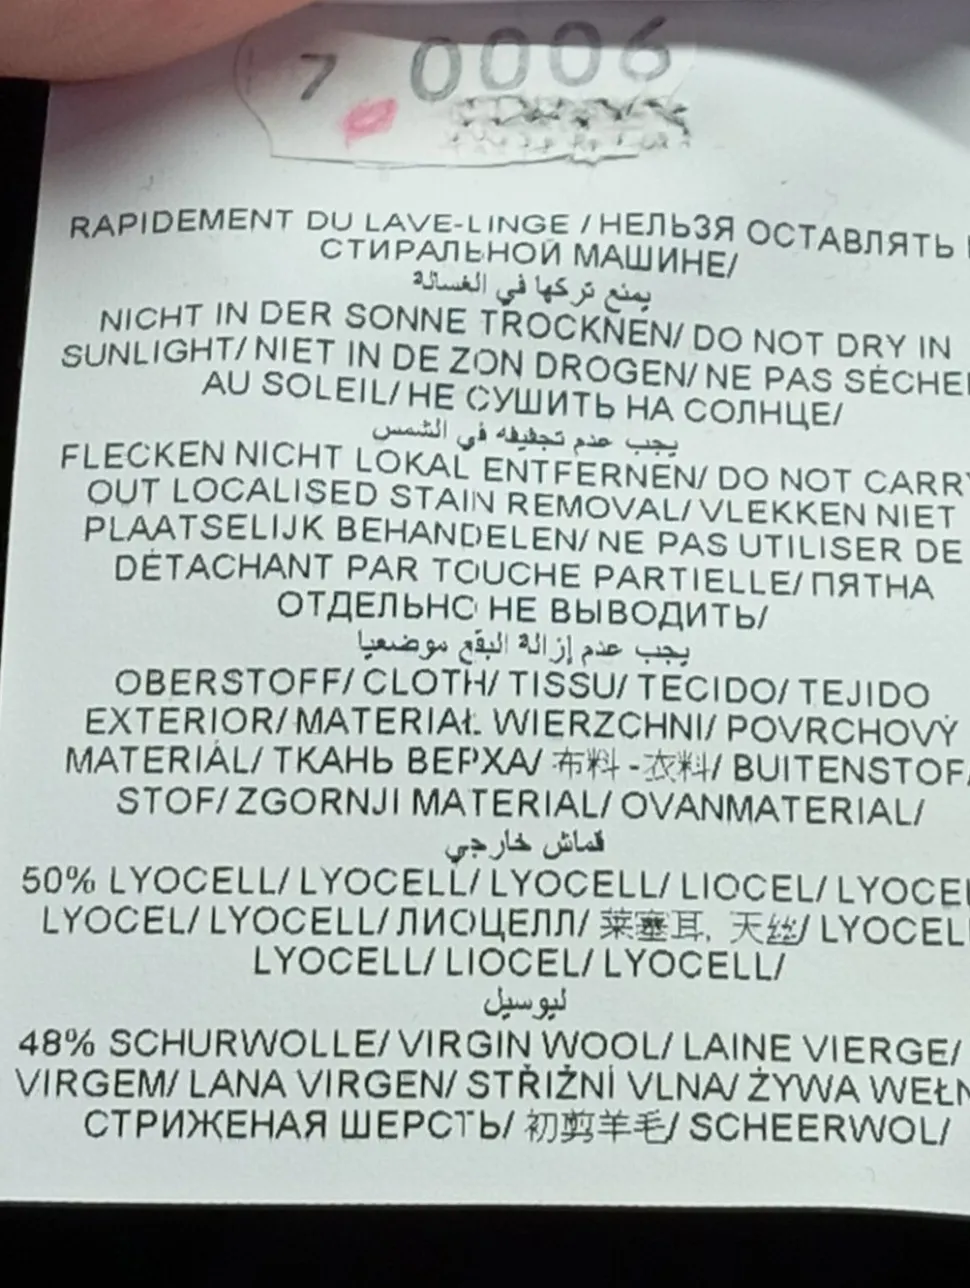 7 0006
RAPIDEMENT DU LAVE-LINGE / НЕЛЬЗЯ ОСТАВЛЯТЬ
СТИРАЛЬНОЙ МАШИНЕ/
يمنع تركها في الغسالة
NICHT IN DER SONNE TROCKNEN/ DO NOT DRY IN
SUNLIGHT/ NIET IN DE ZON DROGEN/ NE PAS SÉCHE
AU SOLEIL/ НЕ СУШИТЬ НА СОЛНЦЕ/
يجب عدم تجفيفه في الشمس
FLECKEN NICHT LOKAL ENTFERNEN/ DO NOT CARRY
OUT LOCALISED STAIN REMOVAL/ VLEKKEN NIET
PLAATSELIJK BEHANDELEN/ NE PAS UTILISER DE
DÉTACHANT PAR TOUCHE PARTIELLE/ ПЯТНА
ОТДЕЛЬНО НЕ ВЫВОДИТЬ/
يجب عدم إزالة البقع موضعيا
OBERSTOFF/ CLOTH/ TISSU/ TECIDO/ TEJIDO
EXTERIOR/ MATERIAŁ WIERZCHNI/ POVRCHOVÝ
MATERIÁL/ ТКАНЬ ВЕРХА/ 布料 -衣料/ BUITENSTOF/
STOF/ ZGORNJI MATERIAL/ OVANMATERIAL/
قماش خارجي
50% LYOCELL/ LYOCELL/ LYOCELL/ LIOCEL/ LYOCEL
LYOCEL/ LYOCELL/ ЛИОЦЕЛЛ/ 莱塞耳, 天丝/ LYOCELL
LYOCELL/ LIOCEL/ LYOCELL/
ليوسيل
48% SCHURWOLLE/ VIRGIN WOOL/ LAINE VIERGE/
VIRGEM/ LANA VIRGEN/ STŘIŽNÍ VLNA/ ŻYWA WEŁN
СТРИЖЕНАЯ ШЕРСТЬ/ 初剪羊毛/ SCHEERWOL/